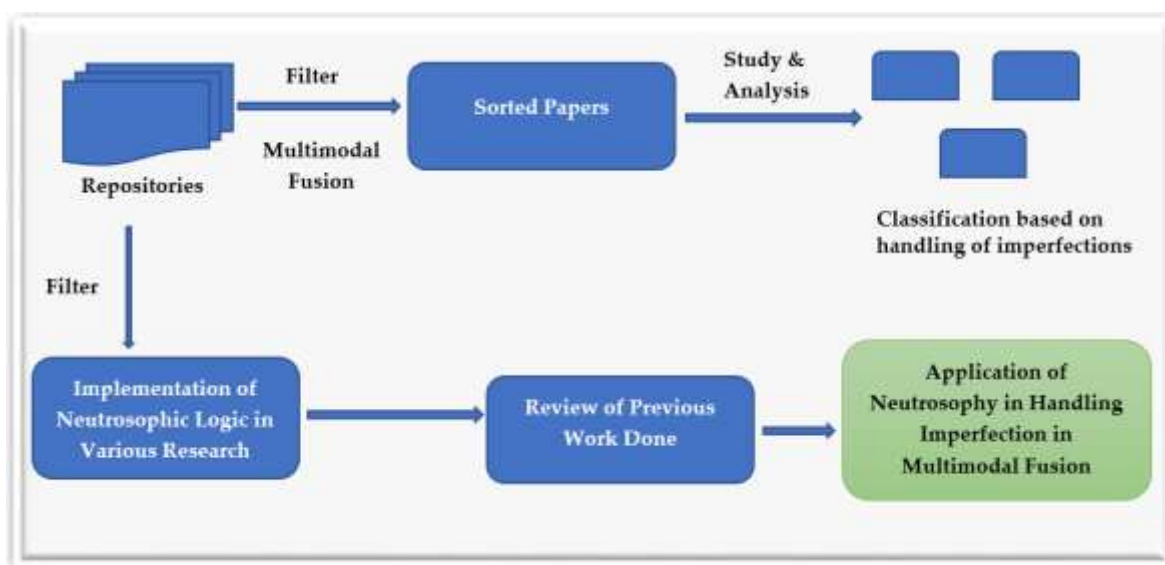 Filter
Multimodal
Fusion
Repositories
Sorted Papers
Study &
Analysis
Classification based on
handling of imperfections
Filter
Implementation of
Neutrosophic Logic in
Various Research
Review of Previous
Work Done
Application of
Neutrosophy in Handling
Imperfection in
Multimodal Fusion